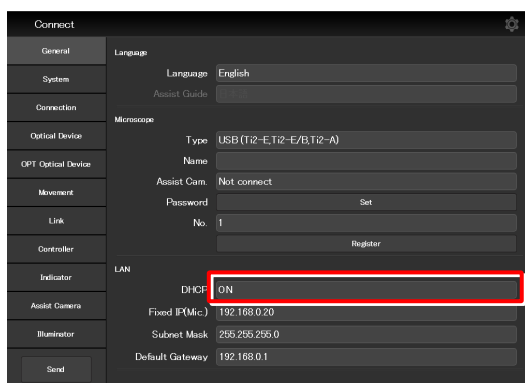 Connect
General
System
Connection
Optical Device
OPT Optical Device
Movement
Link
Controller
Indicator
Assist Camera
Illuminator
Send
Language
Language English
Assist Guide
Microscope
Type USB(Ti2-E,Ti2-E/B,Ti2-A)
Name
Assist Cam. Not connect
Password Set
No. 1
Register
LAN
DHCP ON
Fixed IP(Mic.) 192.168.0.20
Subnet Mask 255.255.255.0
Default Gateway 192.168.0.1